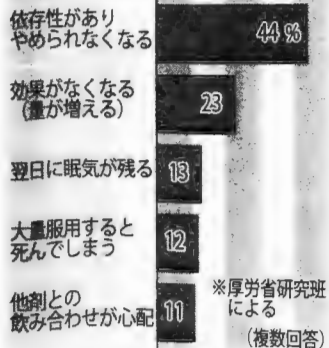 依存性があり
やめられなくなる
44%
効果がなくなる
(量が増える)
23
翌日に眠気が残る
13
大量服用すると
死んでしまう
12
他剤との
飲み合わせが心配
11
※厚労省研究班
による
(複数回答)